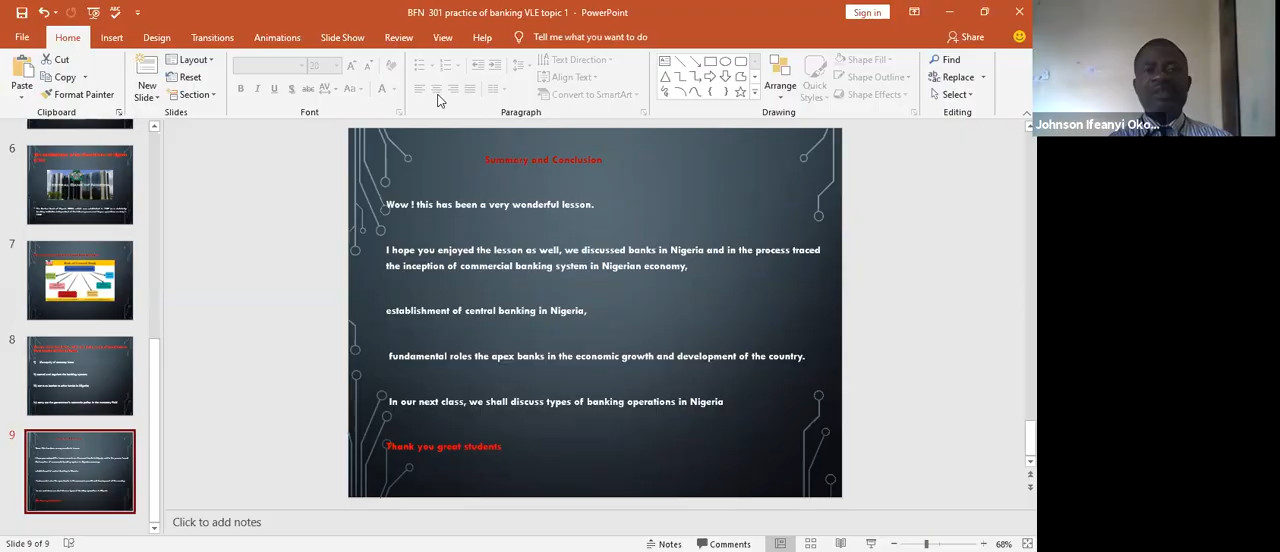 BFN 301 practice of banking VLE topic 1 - PowerPoint
Sign in
File Home Insert Design Transitions Animations Slide Show Review View Help Tell me what you want to do Share
Paste
Cut
Copy
Format Painter
Clipboard
New Slide
Layout
Reset
Section
Slides
20
B I U S abc AV Aa A
Font
Text Direction
Align Text
Convert to SmartArt
Paragraph
Arrange
Quick Styles
Shape Fill
Shape Outline
Shape Effects
Drawing
Find
Replace
Select
Editing
Johnson Ifeanyi Oko...
6
7
8
9
Summary and Conclusion
Wow ! this has been a very wonderful lesson.
I hope you enjoyed the lesson as well, we discussed banks in Nigeria and in the process traced
the inception of commercial banking system in Nigerian economy,
establishment of central banking in Nigeria,
fundamental roles the apex banks in the economic growth and development of the country.
In our next class, we shall discuss types of banking operations in Nigeria
Thank you great students
Click to add notes
Slide 9 of 9
Notes
Comments
68%